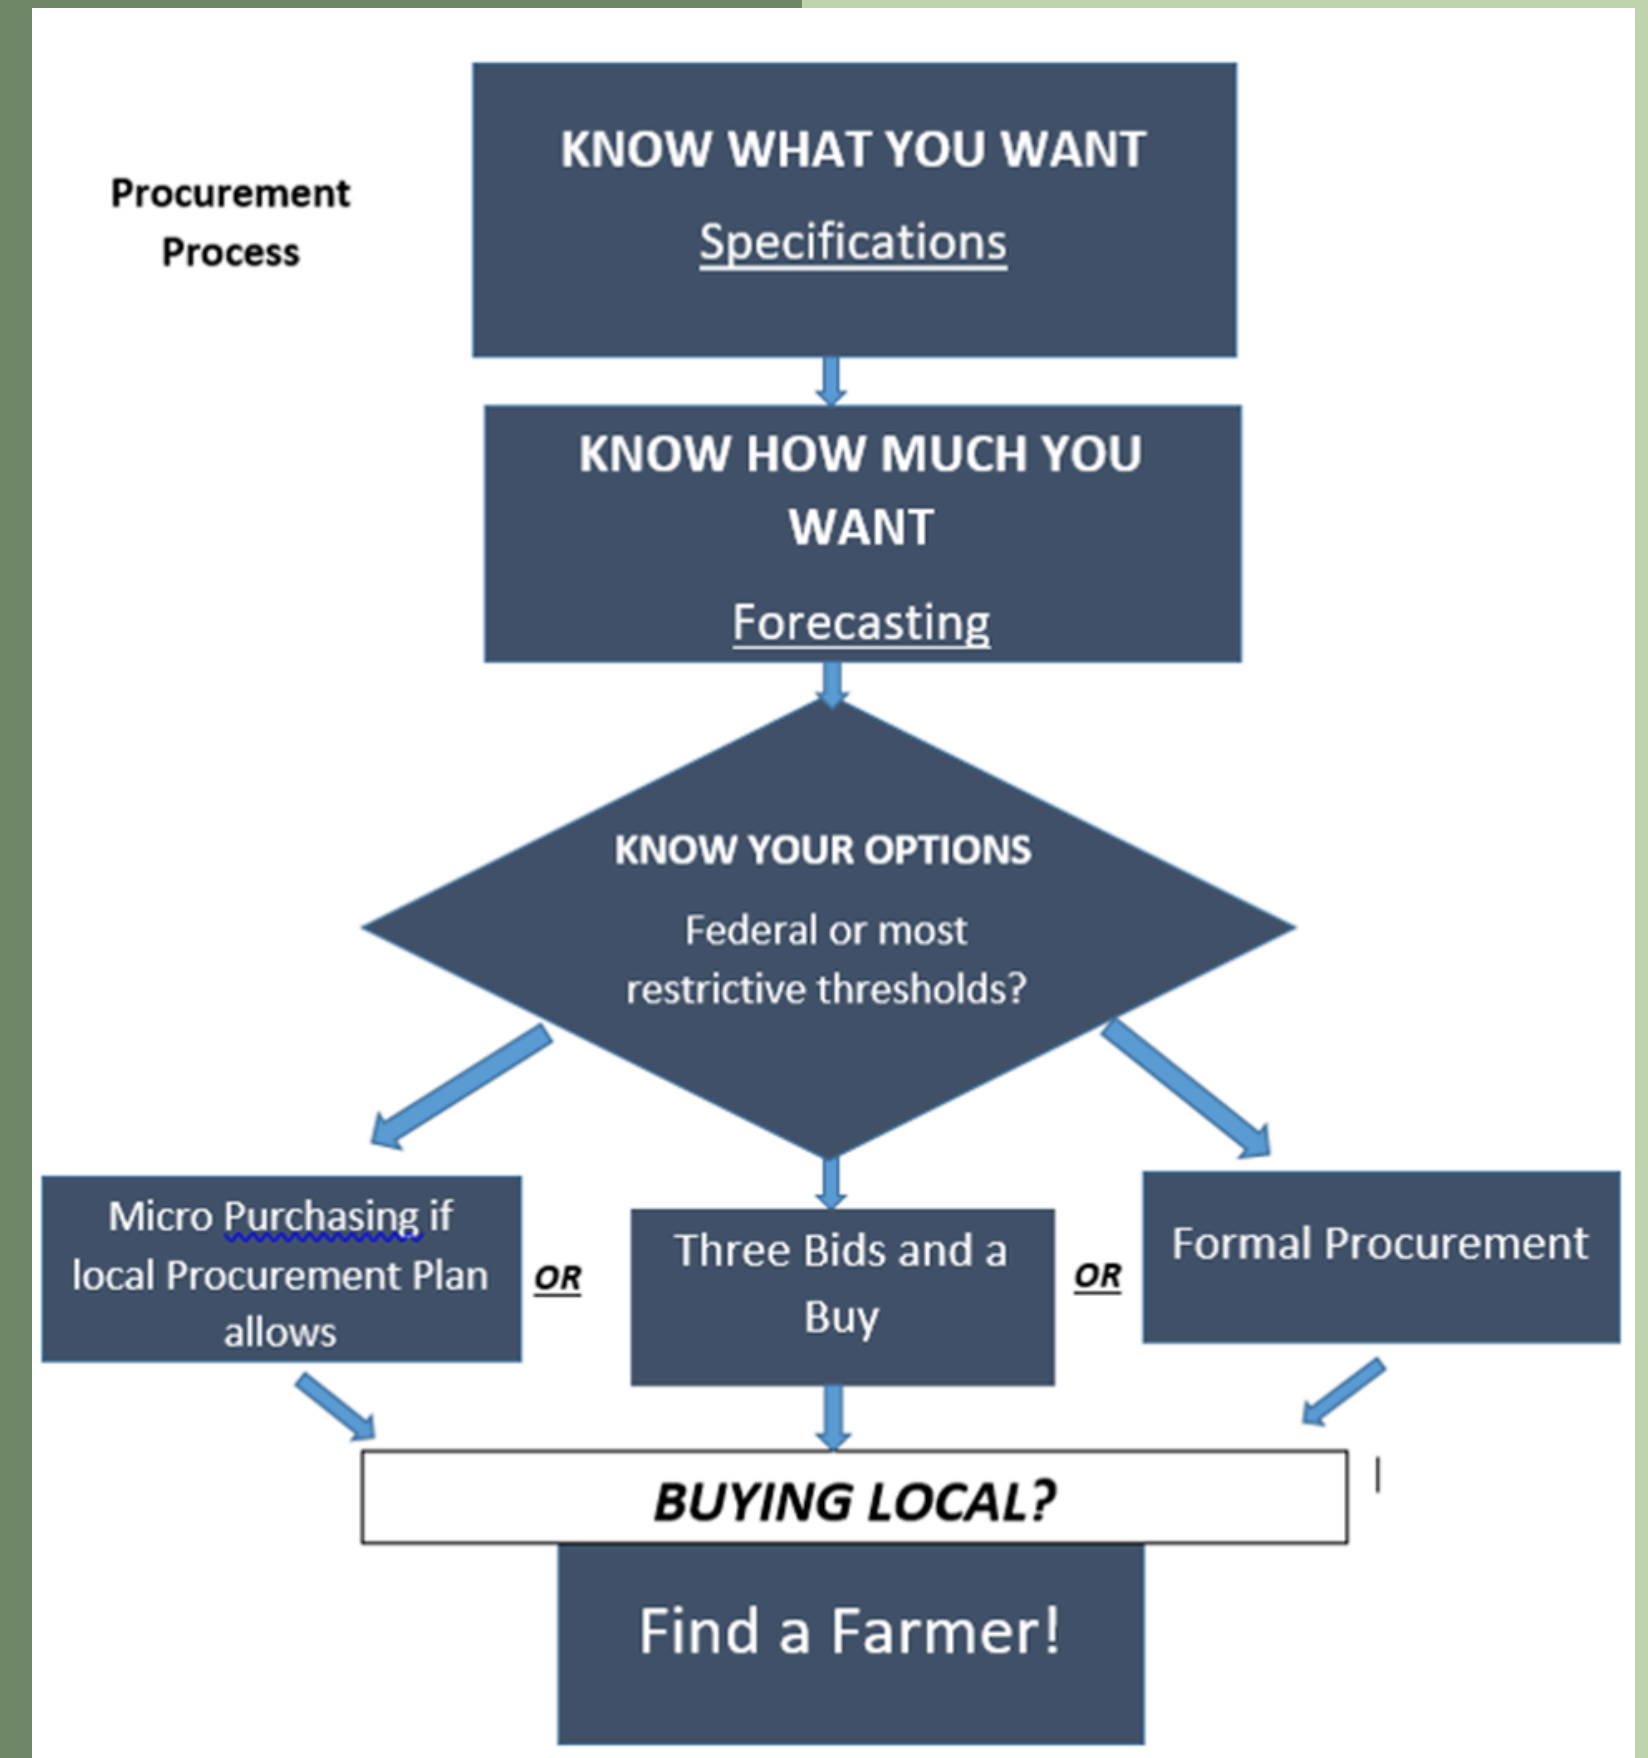 Procurement
Process
KNOW WHAT YOU WANT
Specifications
KNOW HOW MUCH YOU
WANT
Forecasting
KNOW YOUR OPTIONS
Federal or most
restrictive thresholds?
Micro Purchasing if
local Procurement Plan
allows
OR
Three Bids and a
Buy
OR
Formal Procurement
BUYING LOCAL?
Find a Farmer!